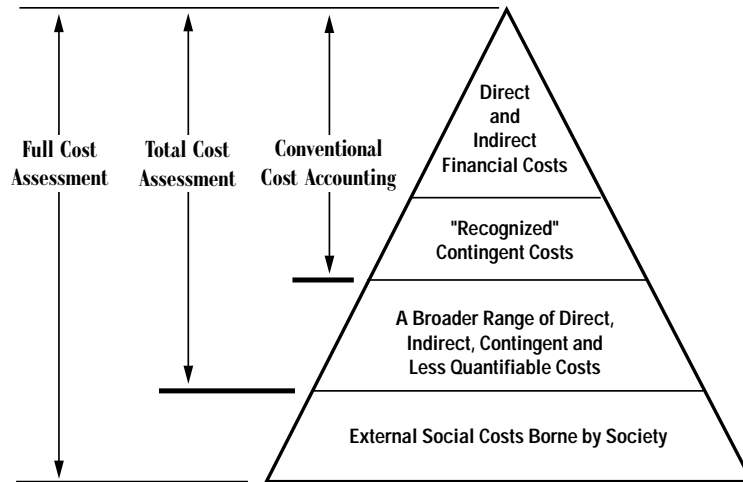 Full Cost
Assessment
Total Cost
Assessment
Conventional
Cost Accounting
Direct
and
Indirect
Financial Costs
"Recognized"
Contingent Costs
A Broader Range of Direct,
Indirect, Contingent and
Less Quantifiable Costs
External Social Costs Borne by Society